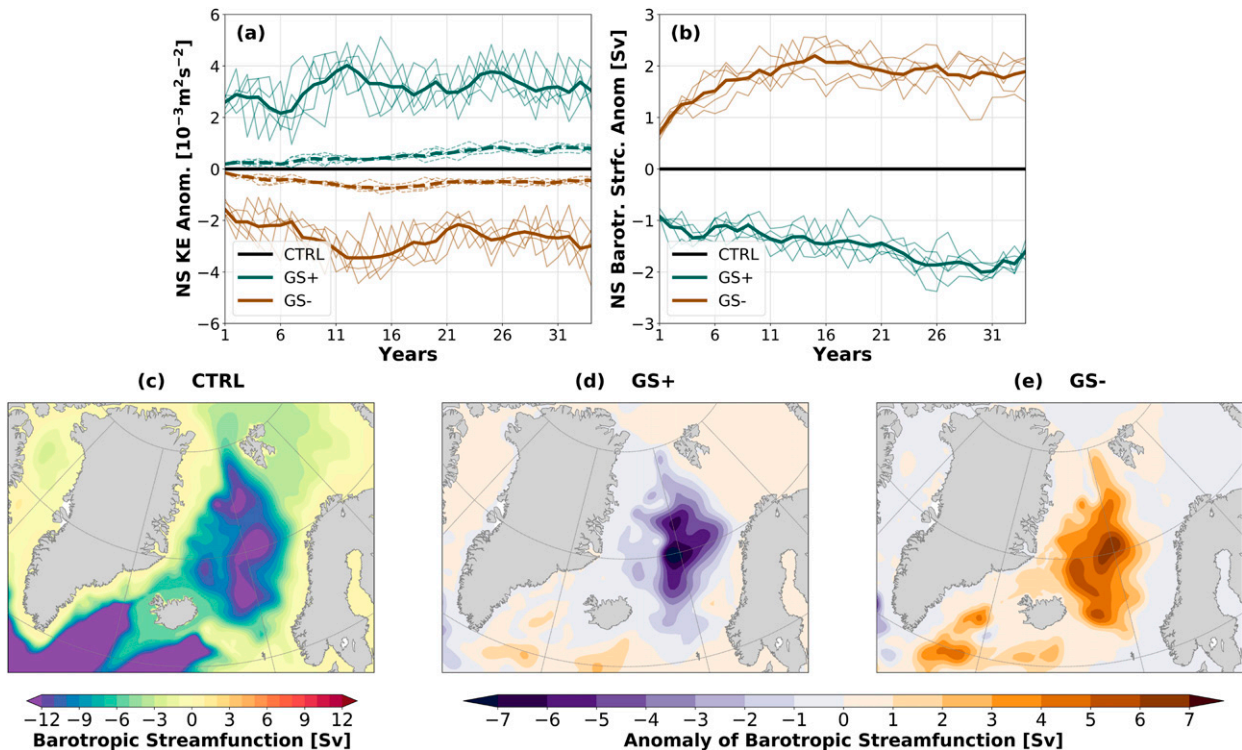 (a)
NS KE Anom. [10⁻³m²s⁻²]
6
4
2
0
−2
−4
−6
CTRL
GS+
GS-
1 6 11 16 21 26 31
Years
(b)
NS Barotr. Strfc. Anom [Sv]
3
2
1
0
−1
−2
−3
CTRL
GS+
GS-
1 6 11 16 21 26 31
Years
(c) CTRL
(d) GS+
(e) GS-
−12 −9 −6 −3 0 3 6 9 12
Barotropic Streamfunction [Sv]
−7 −6 −5 −4 −3 −2 −1 0 1 2 3 4 5 6 7
Anomaly of Barotropic Streamfunction [Sv]